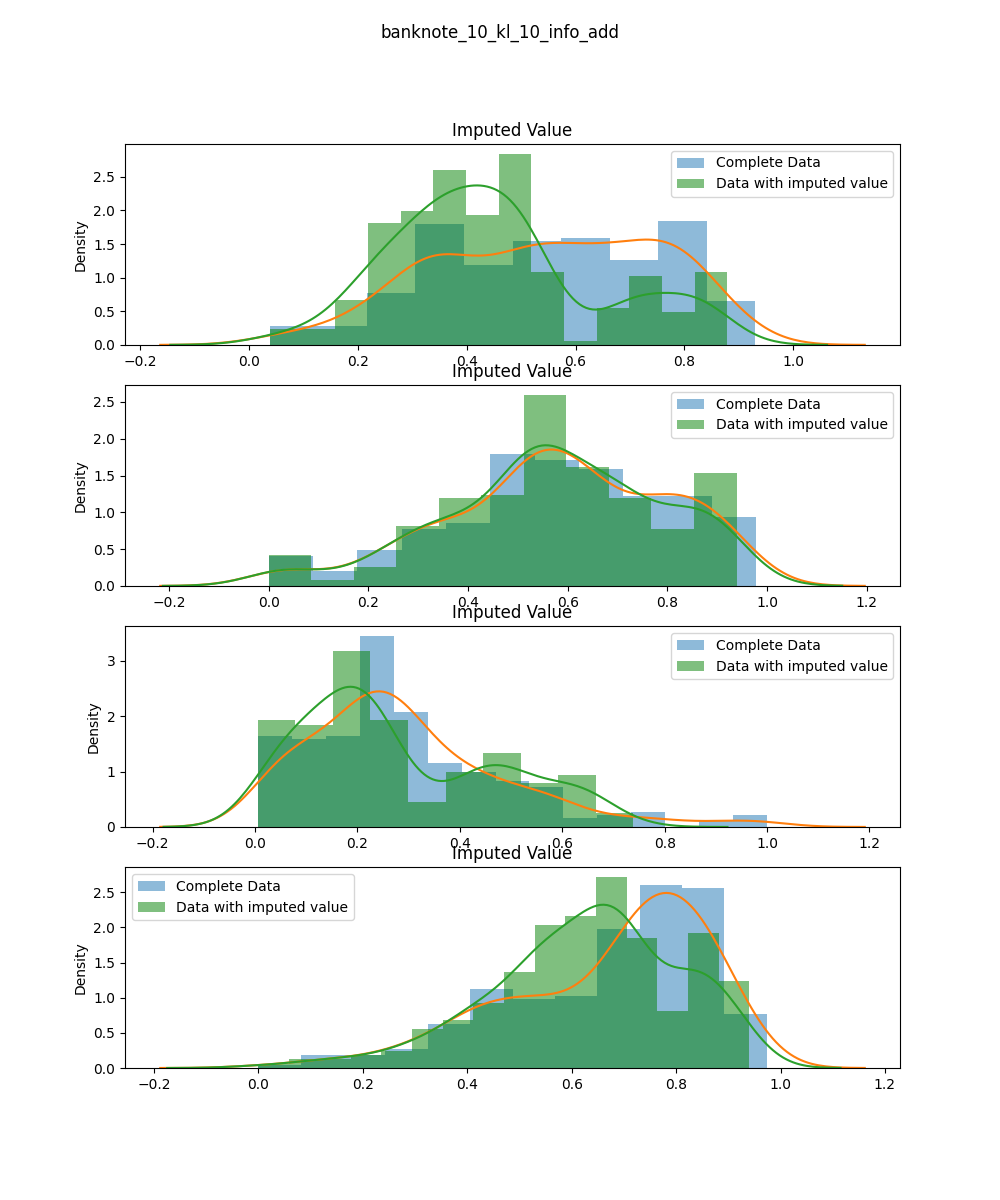 banknote_10_kl_10_info_add
Imputed Value
Complete Data
Data with imputed value
Density
2.5
2.0
1.5
1.0
0.5
0.0
−0.2 0.0 0.2 0.4 0.6 0.8 1.0
Imputed Value
Complete Data
Data with imputed value
Density
2.5
2.0
1.5
1.0
0.5
0.0
−0.2 0.0 0.2 0.4 0.6 0.8 1.0 1.2
Imputed Value
Complete Data
Data with imputed value
Density
3
2
1
0
−0.2 0.0 0.2 0.4 0.6 0.8 1.0 1.2
Imputed Value
Complete Data
Data with imputed value
Density
2.5
2.0
1.5
1.0
0.5
0.0
−0.2 0.0 0.2 0.4 0.6 0.8 1.0 1.2